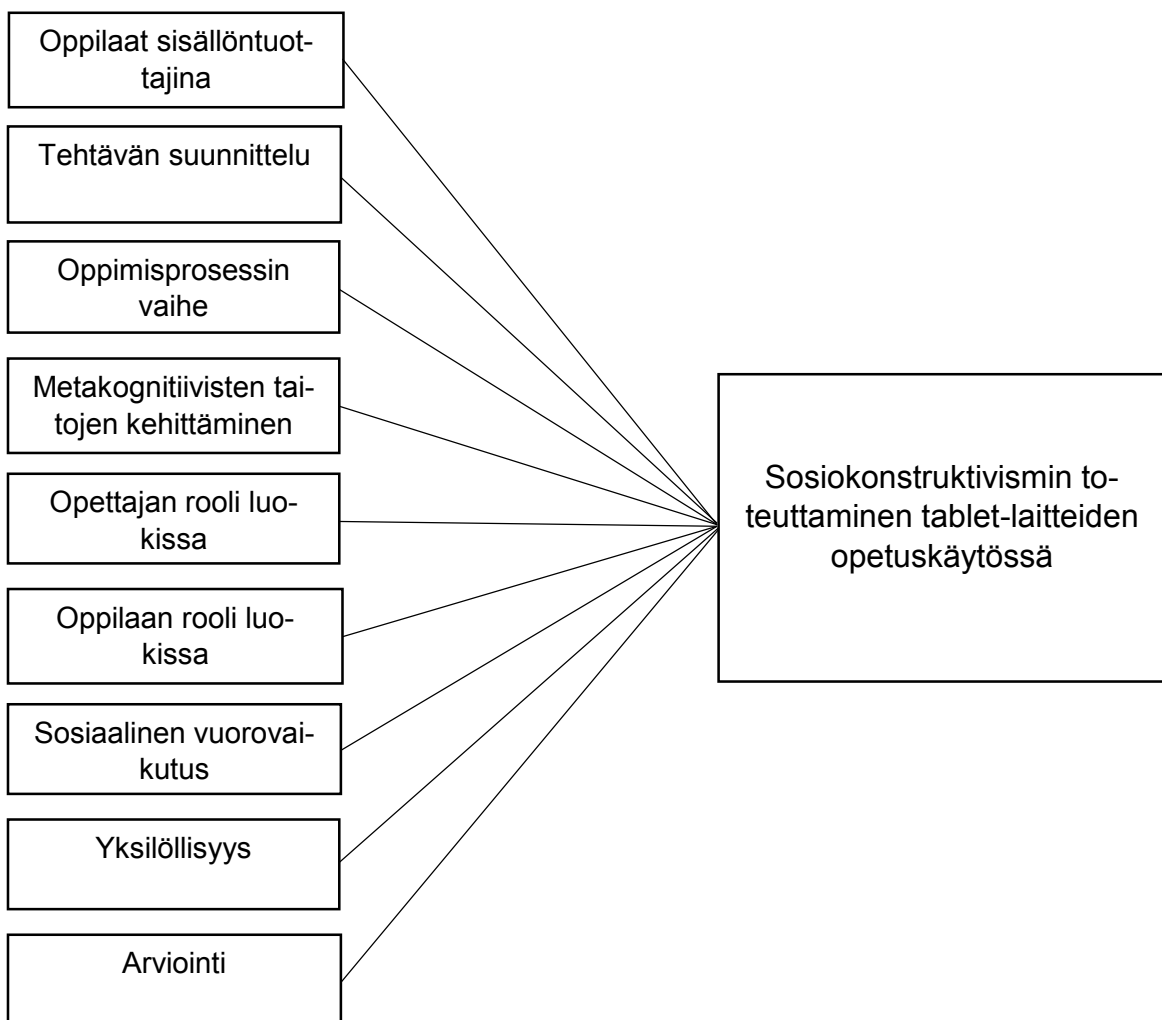 Oppilaat sisällöntuot-
tajina
Tehtävän suunnittelu
Oppimisprosessin
vaihe
Metakognitiivisten tai-
tojen kehittäminen
Opettajan rooli luo-
kissa
Oppilaan rooli luo-
kissa
Sosiaalinen vuorovai-
kutus
Yksilöllisyys
Arviointi
Sosiokonstruktivismin to-
teuttaminen tablet-laitteiden
opetuskäytössä